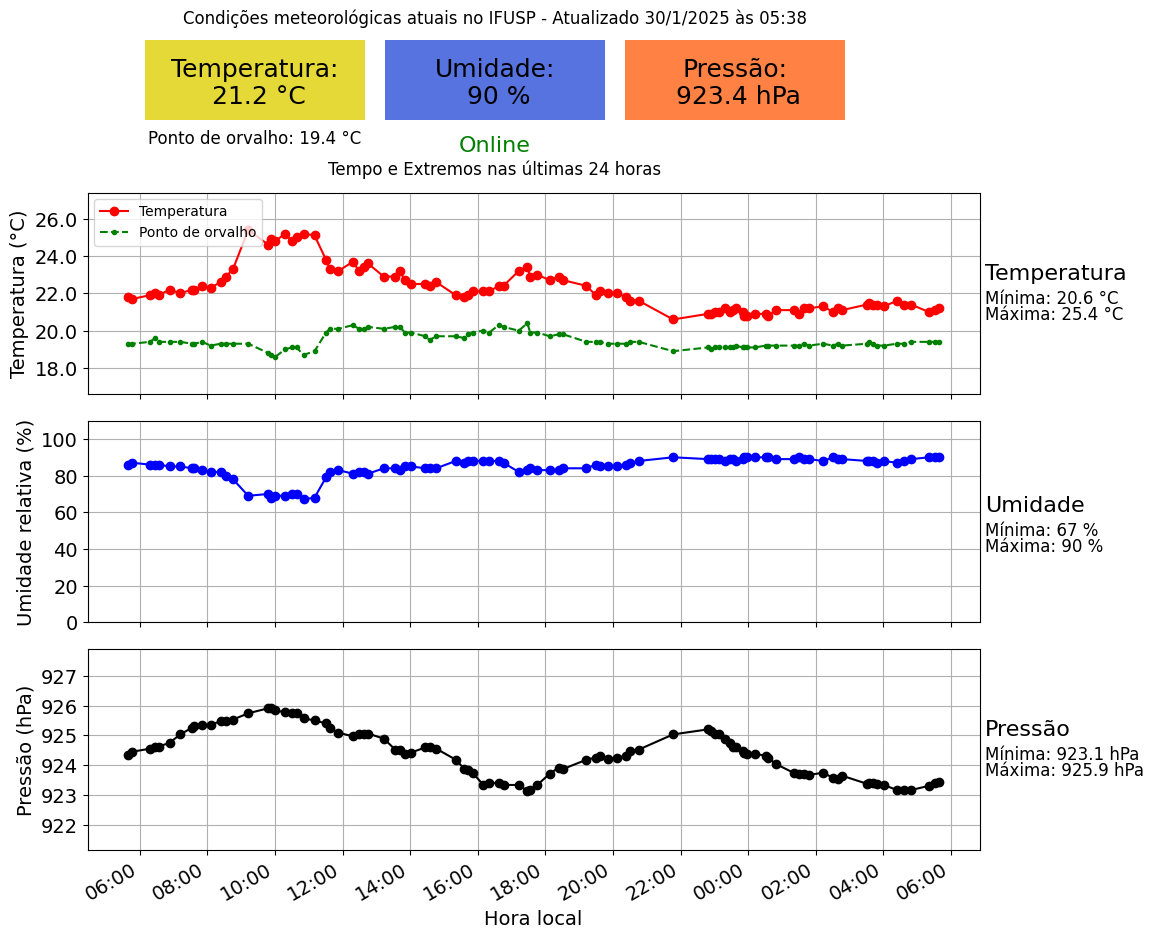 Condições meteorológicas atuais no IFUSP - Atualizado 30/1/2025 às 05:38
Temperatura:
21.2 °C
Umidade:
90 %
Pressão:
923.4 hPa
Ponto de orvalho: 19.4 °C
Online
Tempo e Extremos nas últimas 24 horas
Temperatura (°C)
26.0
24.0
22.0
20.0
18.0
Temperatura
Ponto de orvalho
Temperatura
Mínima: 20.6 °C
Máxima: 25.4 °C
Umidade relativa (%)
100
80
60
40
20
0
Umidade
Mínima: 67 %
Máxima: 90 %
Pressão (hPa)
927
926
925
924
923
922
Pressão
Mínima: 923.1 hPa
Máxima: 925.9 hPa
06:00 08:00 10:00 12:00 14:00 16:00 18:00 20:00 22:00 00:00 02:00 04:00 06:00
Hora local